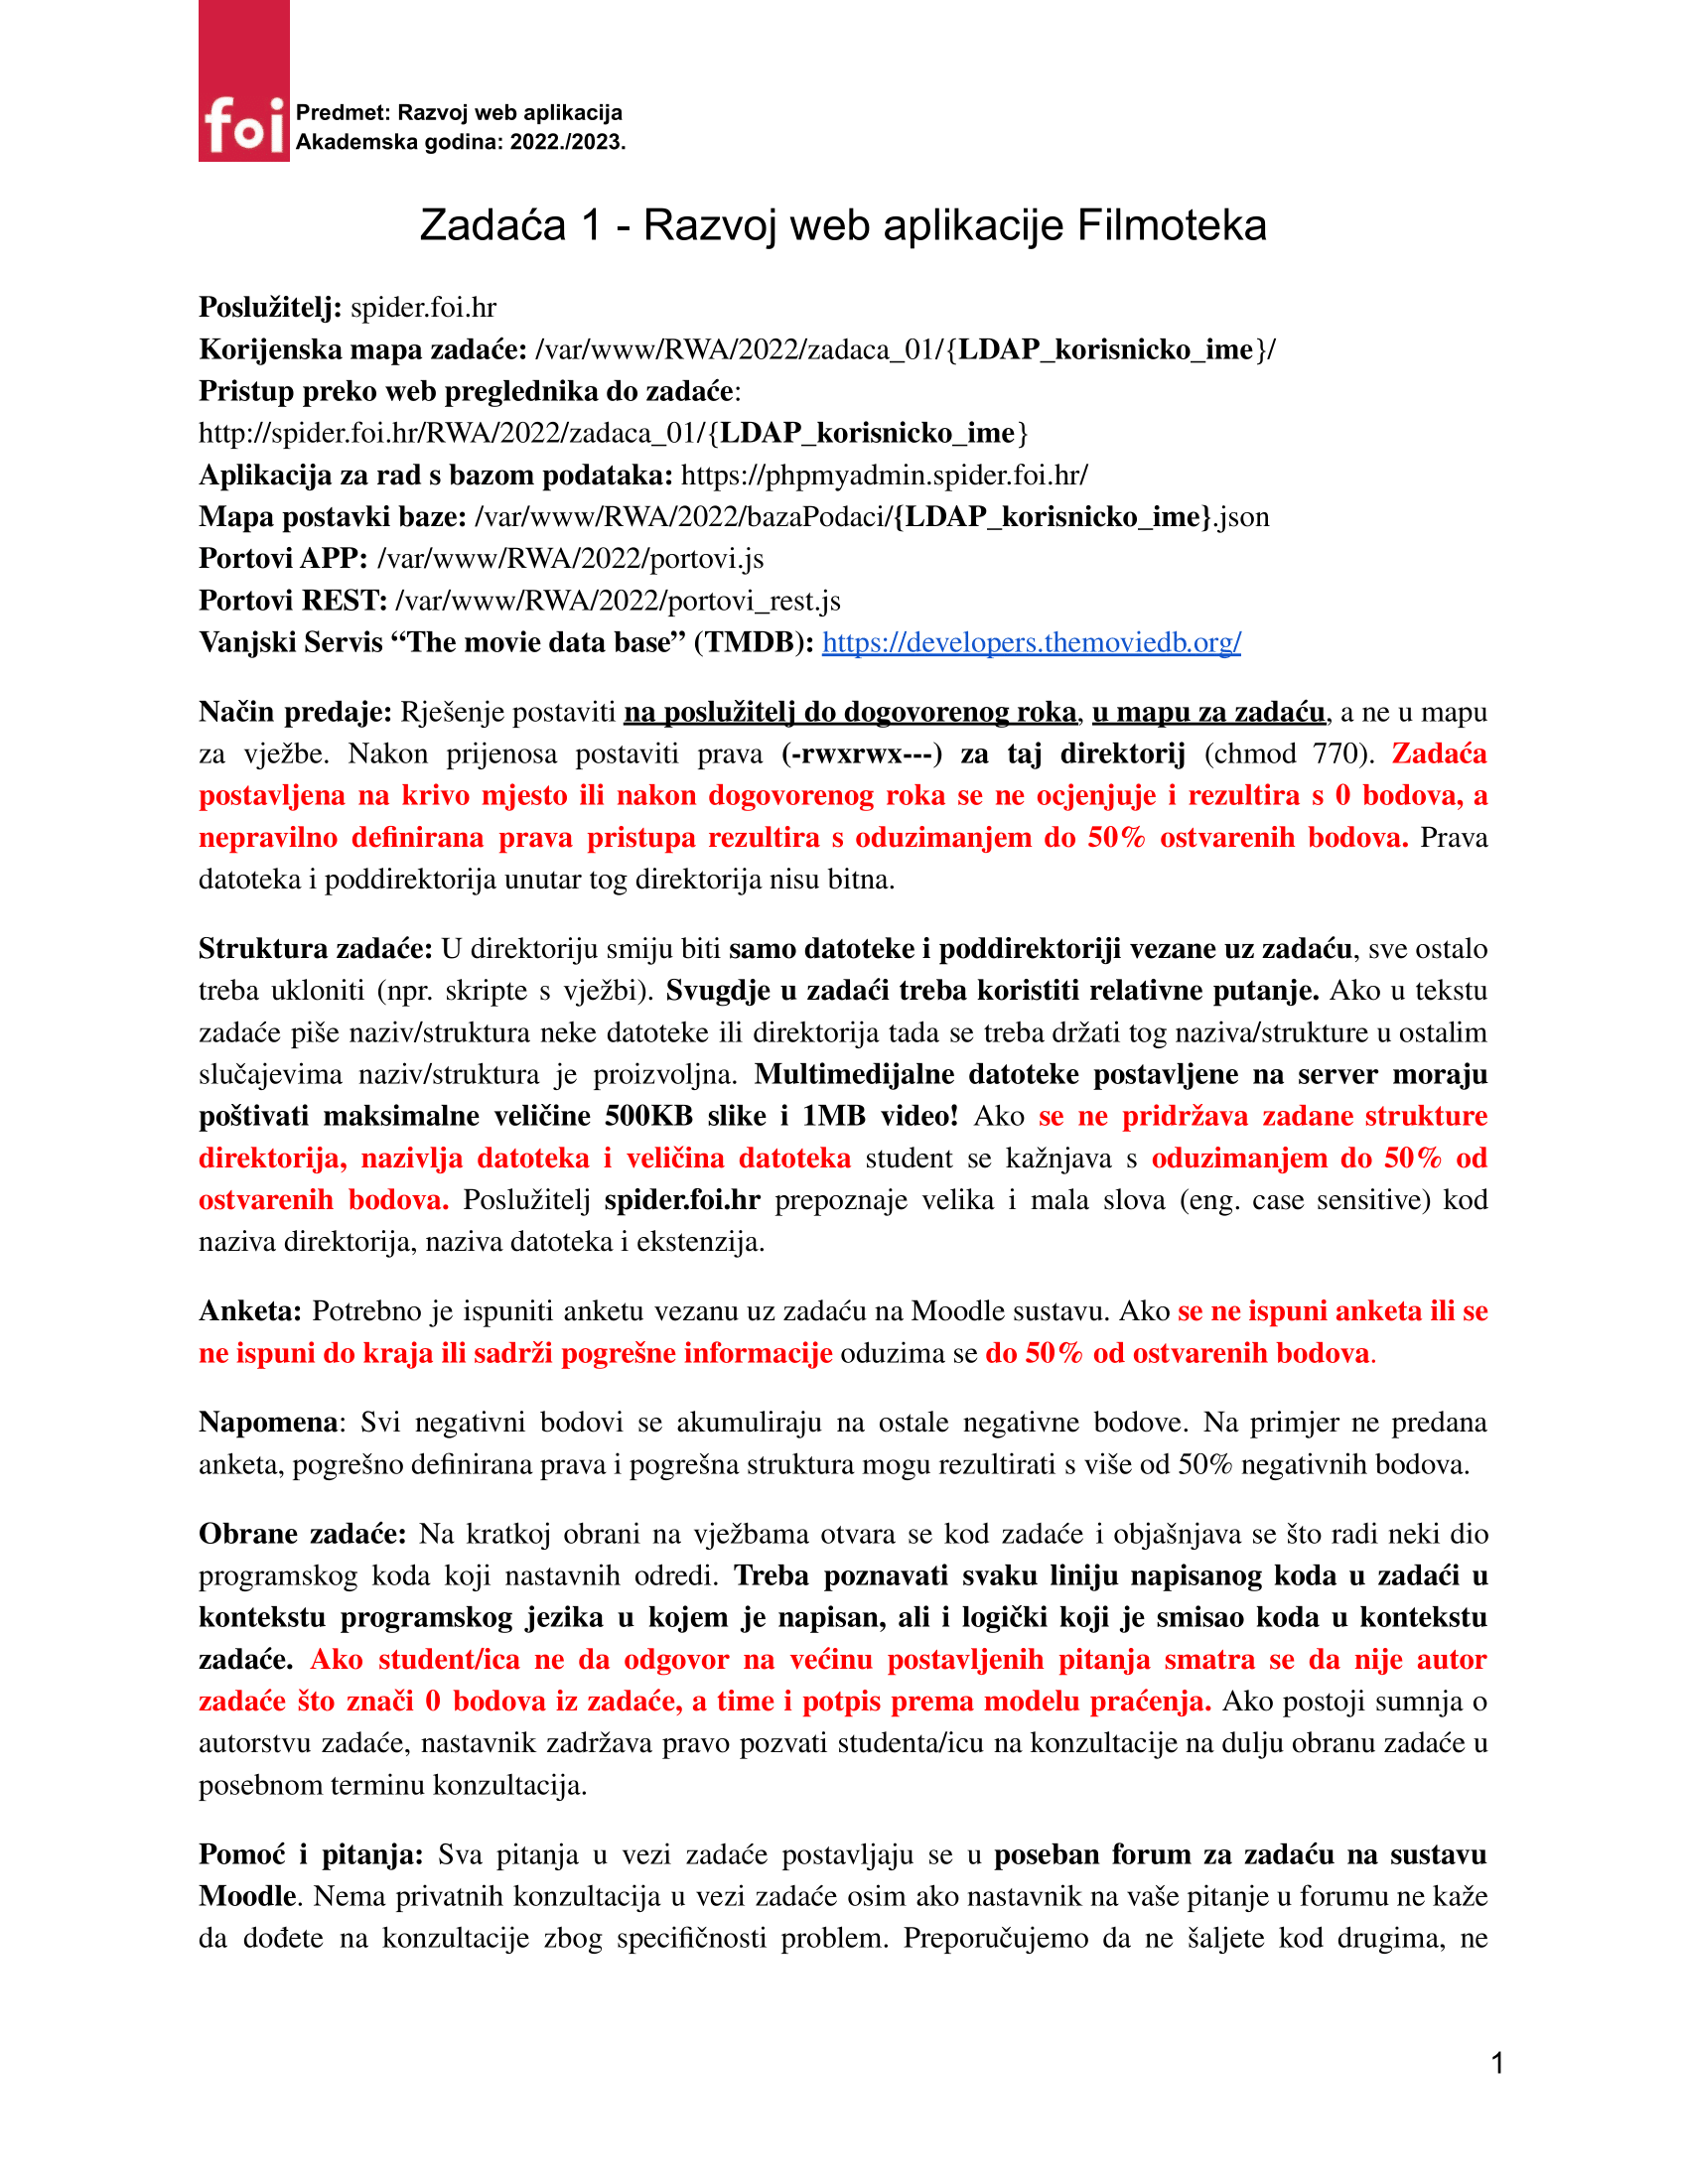 foi
Predmet: Razvoj web aplikacija
Akademska godina: 2022./2023.
Zadaća 1 - Razvoj web aplikacije Filmoteka
Poslužitelj: spider.foi.hr
Korijenska mapa zadaće: /var/www/RWA/2022/zadaca_01/{LDAP_korisnicko_ime}/
Pristup preko web preglednika do zadaće:
http://spider.foi.hr/RWA/2022/zadaca_01/{LDAP_korisnicko_ime}
Aplikacija za rad s bazom podataka: https://phpmyadmin.spider.foi.hr/
Mapa postavki baze: /var/www/RWA/2022/bazaPodaci/{LDAP_korisnicko_ime}.json
Portovi APP: /var/www/RWA/2022/portovi.js
Portovi REST: /var/www/RWA/2022/portovi_rest.js
Vanjski Servis “The movie data base” (TMDB): https://developers.themoviedb.org/
Način predaje: Rješenje postaviti na poslužitelj do dogovorenog roka, u mapu za zadaću, a ne u mapu
za vježbe. Nakon prijenosa postaviti prava (-rwxrwx---) za taj direktorij (chmod 770). Zadaća
postavljena na krivo mjesto ili nakon dogovorenog roka se ne ocjenjuje i rezultira s 0 bodova, a
nepravilno definirana prava pristupa rezultira s oduzimanjem do 50% ostvarenih bodova. Prava
datoteka i poddirektorija unutar tog direktorija nisu bitna.
Struktura zadaće: U direktoriju smiju biti samo datoteke i poddirektoriji vezane uz zadaću, sve ostalo
treba ukloniti (npr. skripte s vježbi). Svugdje u zadaći treba koristiti relativne putanje. Ako u tekstu
zadaće piše naziv/struktura neke datoteke ili direktorija tada se treba držati tog naziva/strukture u ostalim
slučajevima naziv/struktura je proizvoljna. Multimedijalne datoteke postavljene na server moraju
poštivati maksimalne veličine 500KB slike i 1MB video! Ako se ne pridržava zadane strukture
direktorija, nazivlja datoteka i veličina datoteka student se kažnjava s oduzimanjem do 50% od
ostvarenih bodova. Poslužitelj spider.foi.hr prepoznaje velika i mala slova (eng. case sensitive) kod
naziva direktorija, naziva datoteka i ekstenzija.
Anketa: Potrebno je ispuniti anketu vezanu uz zadaću na Moodle sustavu. Ako se ne ispuni anketa ili se
ne ispuni do kraja ili sadrži pogrešne informacije oduzima se do 50% od ostvarenih bodova.
Napomena: Svi negativni bodovi se akumuliraju na ostale negativne bodove. Na primjer ne predana
anketa, pogrešno definirana prava i pogrešna struktura mogu rezultirati s više od 50% negativnih bodova.
Obrane zadaće: Na kratkoj obrani na vježbama otvara se kod zadaće i objašnjava se što radi neki dio
programskog koda koji nastavnih odredi. Treba poznavati svaku liniju napisanog koda u zadaći u
kontekstu programskog jezika u kojem je napisan, ali i logički koji je smisao koda u kontekstu
zadaće. Ako student/ica ne da odgovor na većinu postavljenih pitanja smatra se da nije autor
zadaće što znači 0 bodova iz zadaće, a time i potpis prema modelu praćenja. Ako postoji sumnja o
autorstvu zadaće, nastavnik zadržava pravo pozvati studenta/icu na konzultacije na dulju obranu zadaće u
posebnom terminu konzultacija.
Pomoć i pitanja: Sva pitanja u vezi zadaće postavljaju se u poseban forum za zadaću na sustavu
Moodle. Nema privatnih konzultacija u vezi zadaće osim ako nastavnik na vaše pitanje u forumu ne kaže
da dođete na konzultacije zbog specifičnosti problem. Preporučujemo da ne šaljete kod drugima, ne
1